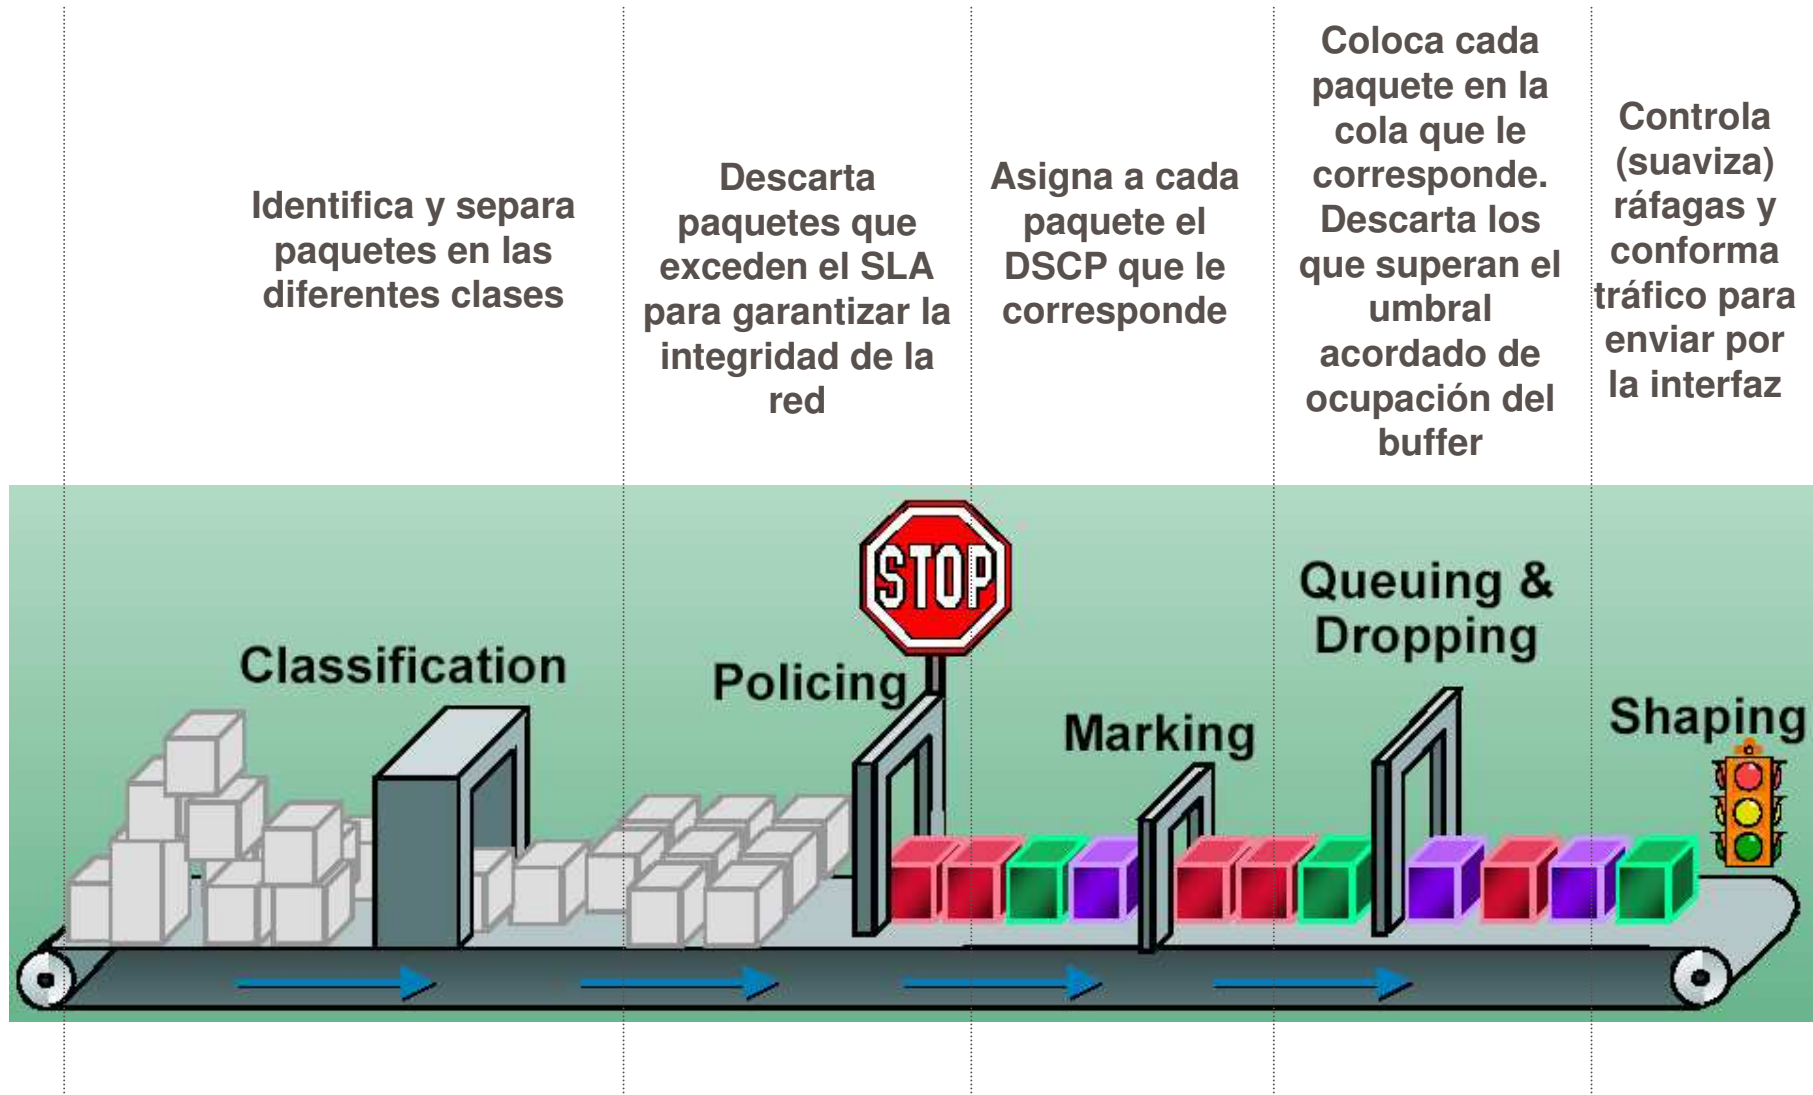 Identifica y separa
paquetes en las
diferentes clases
Descarta
paquetes que
exceden el SLA
para garantizar la
integridad de la
red
Asigna a cada
paquete el
DSCP que le
corresponde
Coloca cada
paquete en la
cola que le
corresponde.
Descarta los
que superan el
umbral
acordado de
ocupación del
buffer
Controla
(suaviza)
ráfagas y
conforma
tráfico para
enviar por
la interfaz
Classification
Policing
STOP
Marking
Queuing &
Dropping
Shaping